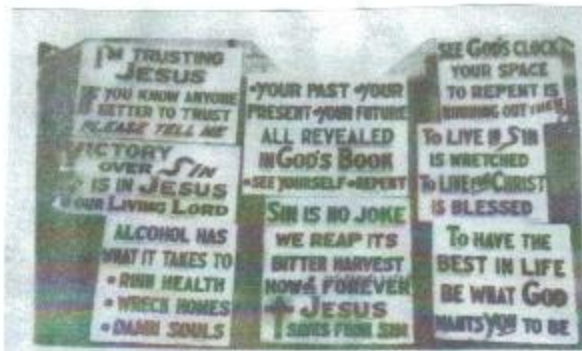 I'M TRUSTING
JESUS
IF YOU KNOW ANYONE
BETTER TO TRUST
PLEASE TELL ME
VICTORY
OVER SIN
IS IN JESUS
OUR LIVING LORD
ALCOHOL HAS
WHAT IT TAKES TO
• RUIN HEALTH
• WRECK HOMES
• DAMN SOULS
• YOUR PAST • YOUR
PRESENT • YOUR FUTURE
ALL REVEALED
IN GOD'S BOOK
• SEE YOURSELF • REPENT
SIN IS NO JOKE
WE REAP ITS
BITTER HARVEST
NOW & FOREVER
JESUS
SAVES FROM SIN
SEE GOD'S CLOCK
YOUR SPACE
TO REPENT IS
RUNNING OUT
TO LIVE IN SIN
IS WRETCHED
TO LIVE FOR CHRIST
IS BLESSED
TO HAVE THE
BEST IN LIFE
BE WHAT GOD
WANTS YOU TO BE